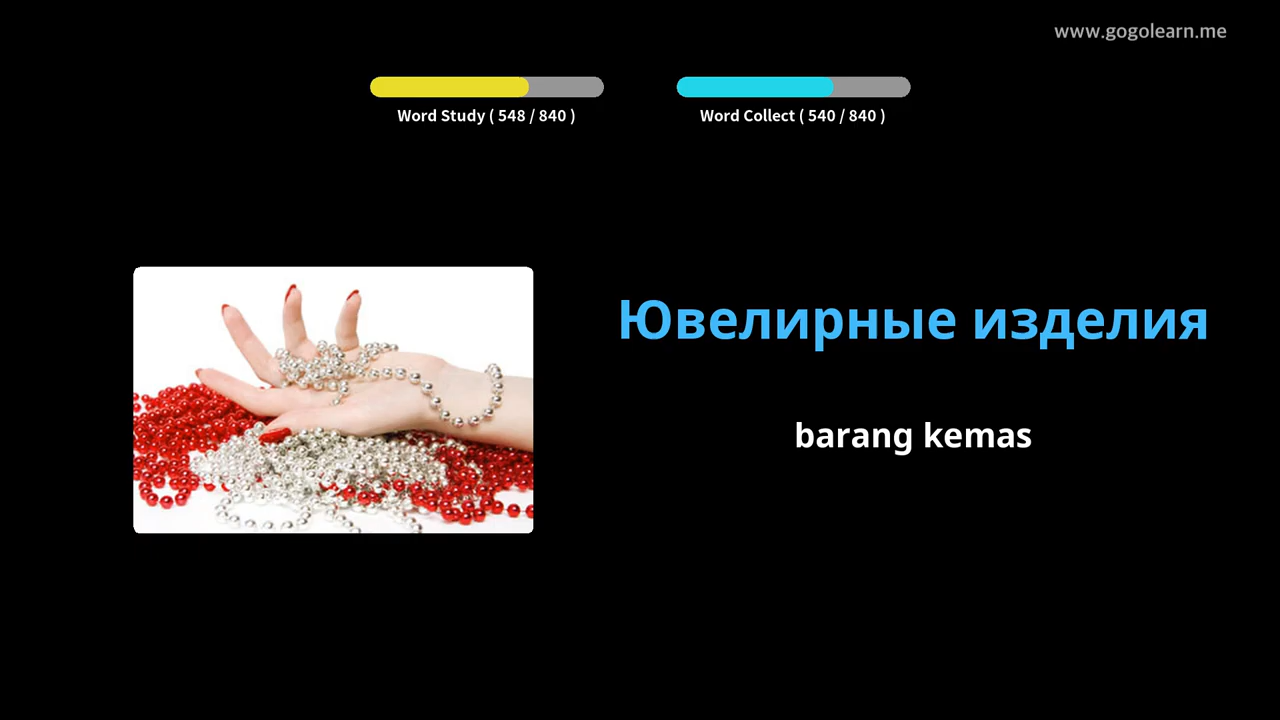 www.gogolearn.me
Word Study ( 548 / 840 )
Word Collect ( 540 / 840 )
Ювелирные изделия
barang kemas